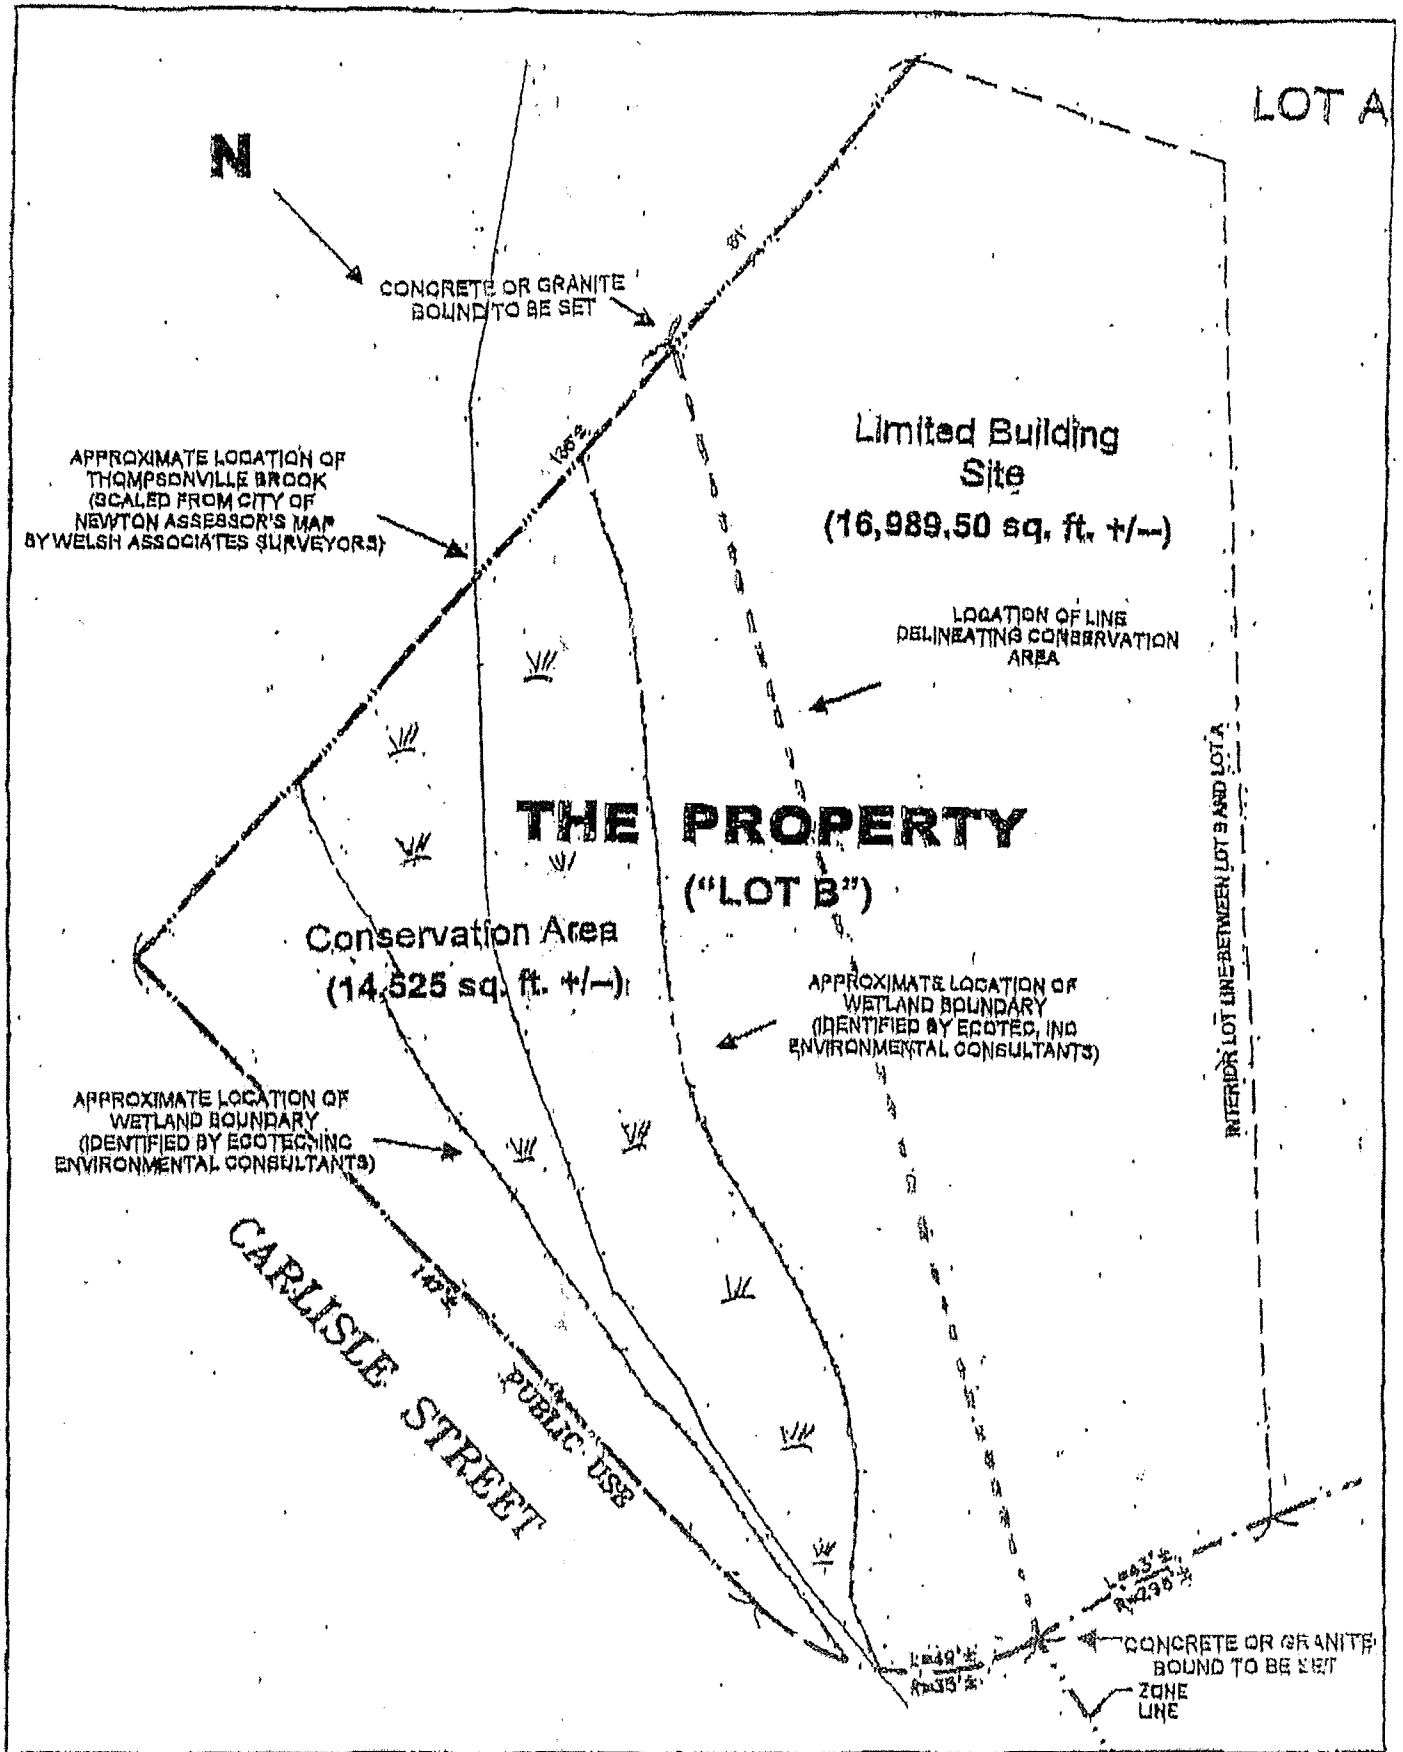 LOT A
N
CONCRETE OR GRANITE
BOUND TO BE SET
APPROXIMATE LOCATION OF
THOMPSONVILLE BROOK
(SCALED FROM CITY OF
NEWTON ASSESSOR'S MAP
BY WELSH ASSOCIATES SURVEYORS)
Limited Building
Site
(16,989.50 sq. ft. +/--)
LOCATION OF LINE
DELINEATING CONSERVATION
AREA
INTERIOR LOT LINE BETWEEN LOT B AND LOT A
THE PROPERTY
("LOT B")
Conservation Area
(14,525 sq. ft. +/--)
APPROXIMATE LOCATION OF
WETLAND BOUNDARY
(IDENTIFIED BY ECOTEC, INC
ENVIRONMENTAL CONSULTANTS)
APPROXIMATE LOCATION OF
WETLAND BOUNDARY
(IDENTIFIED BY ECOTEC, INC
ENVIRONMENTAL CONSULTANTS)
CARLISLE STREET
PUBLIC USE
L=43'±
L=49'±
R=35'±
CONCRETE OR GRANITE
BOUND TO BE SET
ZONE
LINE